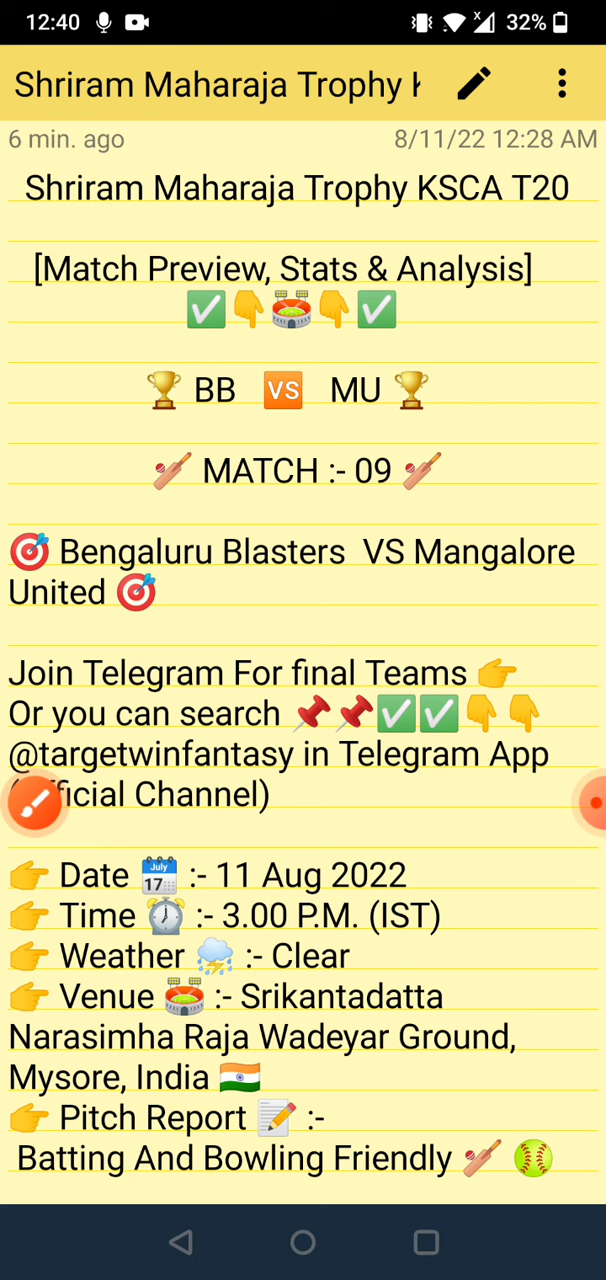 12:40 32%
Shriram Maharaja Trophy
6 min. ago 8/11/22 12:28 AM
Shriram Maharaja Trophy KSCA T20
[Match Preview, Stats & Analysis]
✅👇🏟️👇✅
🏆 BB 🆚 MU 🏆
🏏 MATCH :- 09 🏏
🎯 Bengaluru Blasters VS Mangalore
United 🎯
Join Telegram For final Teams 👉
Or you can search 📌📌✅✅👇👇
@targetwinfantasy in Telegram App
Channel)
👉 Date 📅 :- 11 Aug 2022
👉 Time ⏰ :- 3.00 P.M. (IST)
👉 Weather ⛈️ :- Clear
👉 Venue 🏟️ :- Srikantadatta
Narasimha Raja Wadeyar Ground,
Mysore, India 🇮🇳
👉 Pitch Report 📝 :-
Batting And Bowling Friendly 🏏 🥎